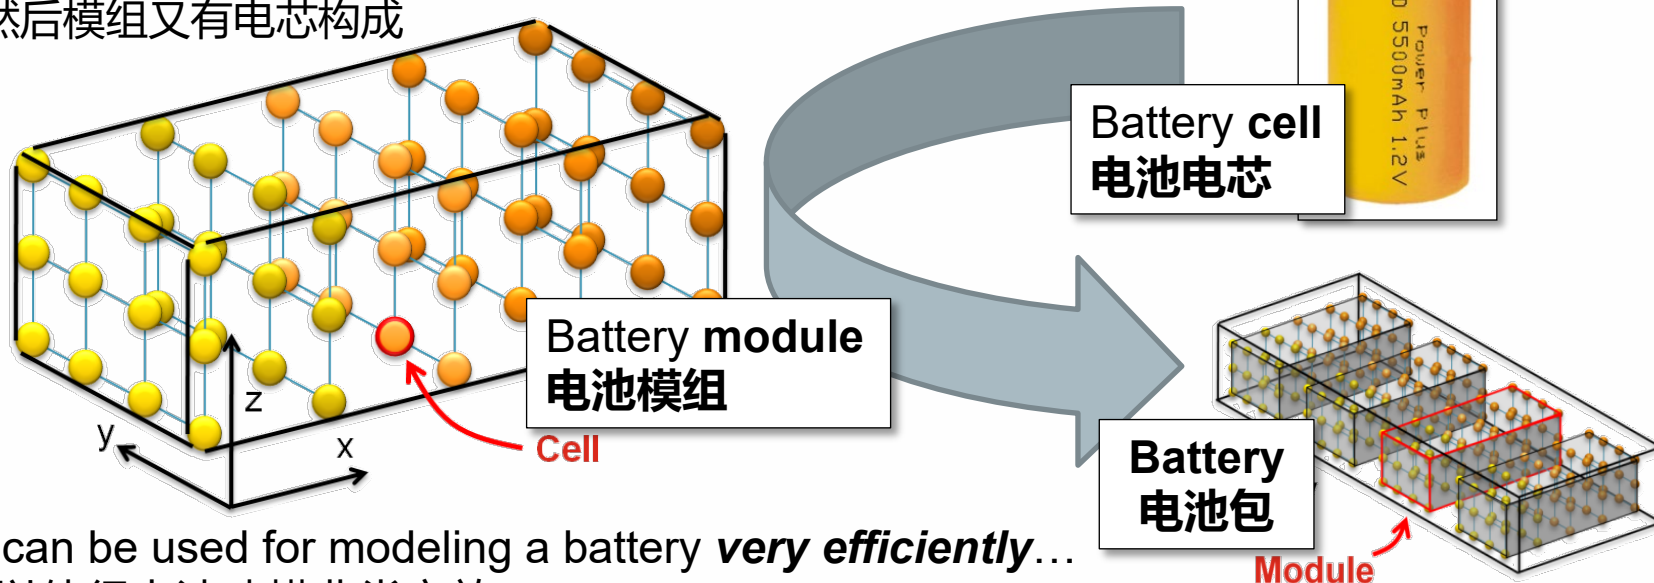 然后模组又有电芯构成
Power Plus
5500mAh 1.2V
Battery cell
电池电芯
Battery module
电池模组
z
y
x
Cell
Battery
电池包
Module
can be used for modeling a battery very efficiently…